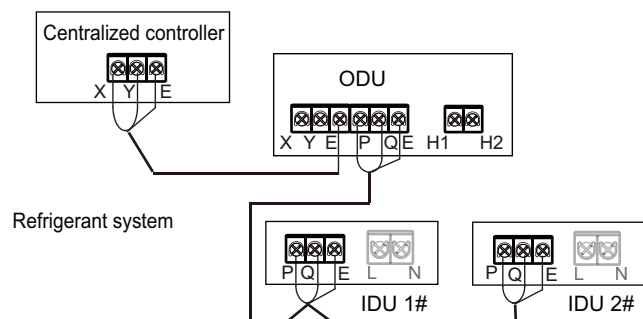 Centralized controller
X Y E
ODU
X Y E P Q E H1 H2
Refrigerant system
P Q E L N
IDU 1#
P Q E L N
IDU 2#